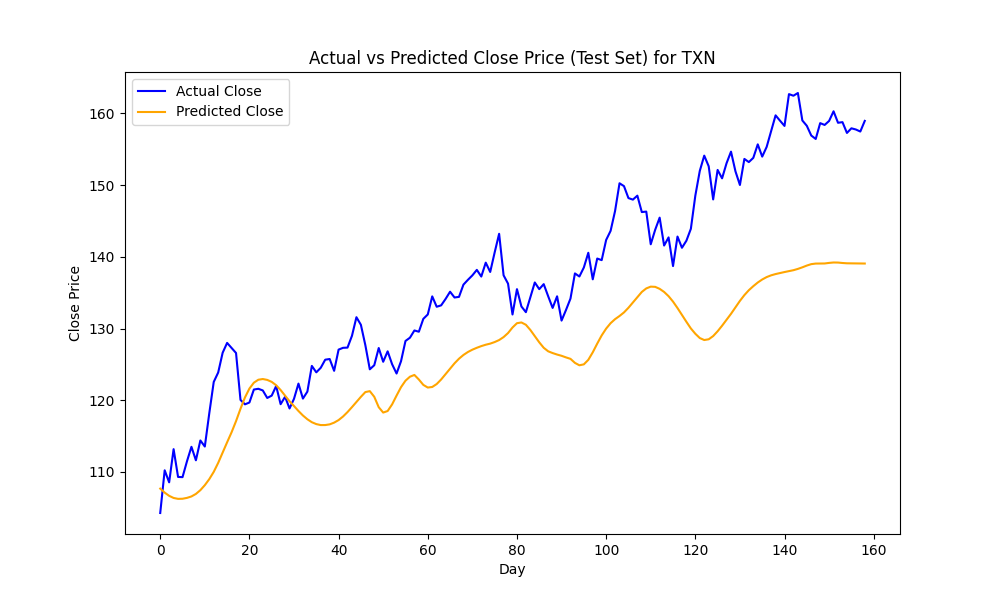 Actual vs Predicted Close Price (Test Set) for TXN
Actual Close
Predicted Close
Close Price
160
150
140
130
120
110
0 20 40 60 80 100 120 140 160
Day